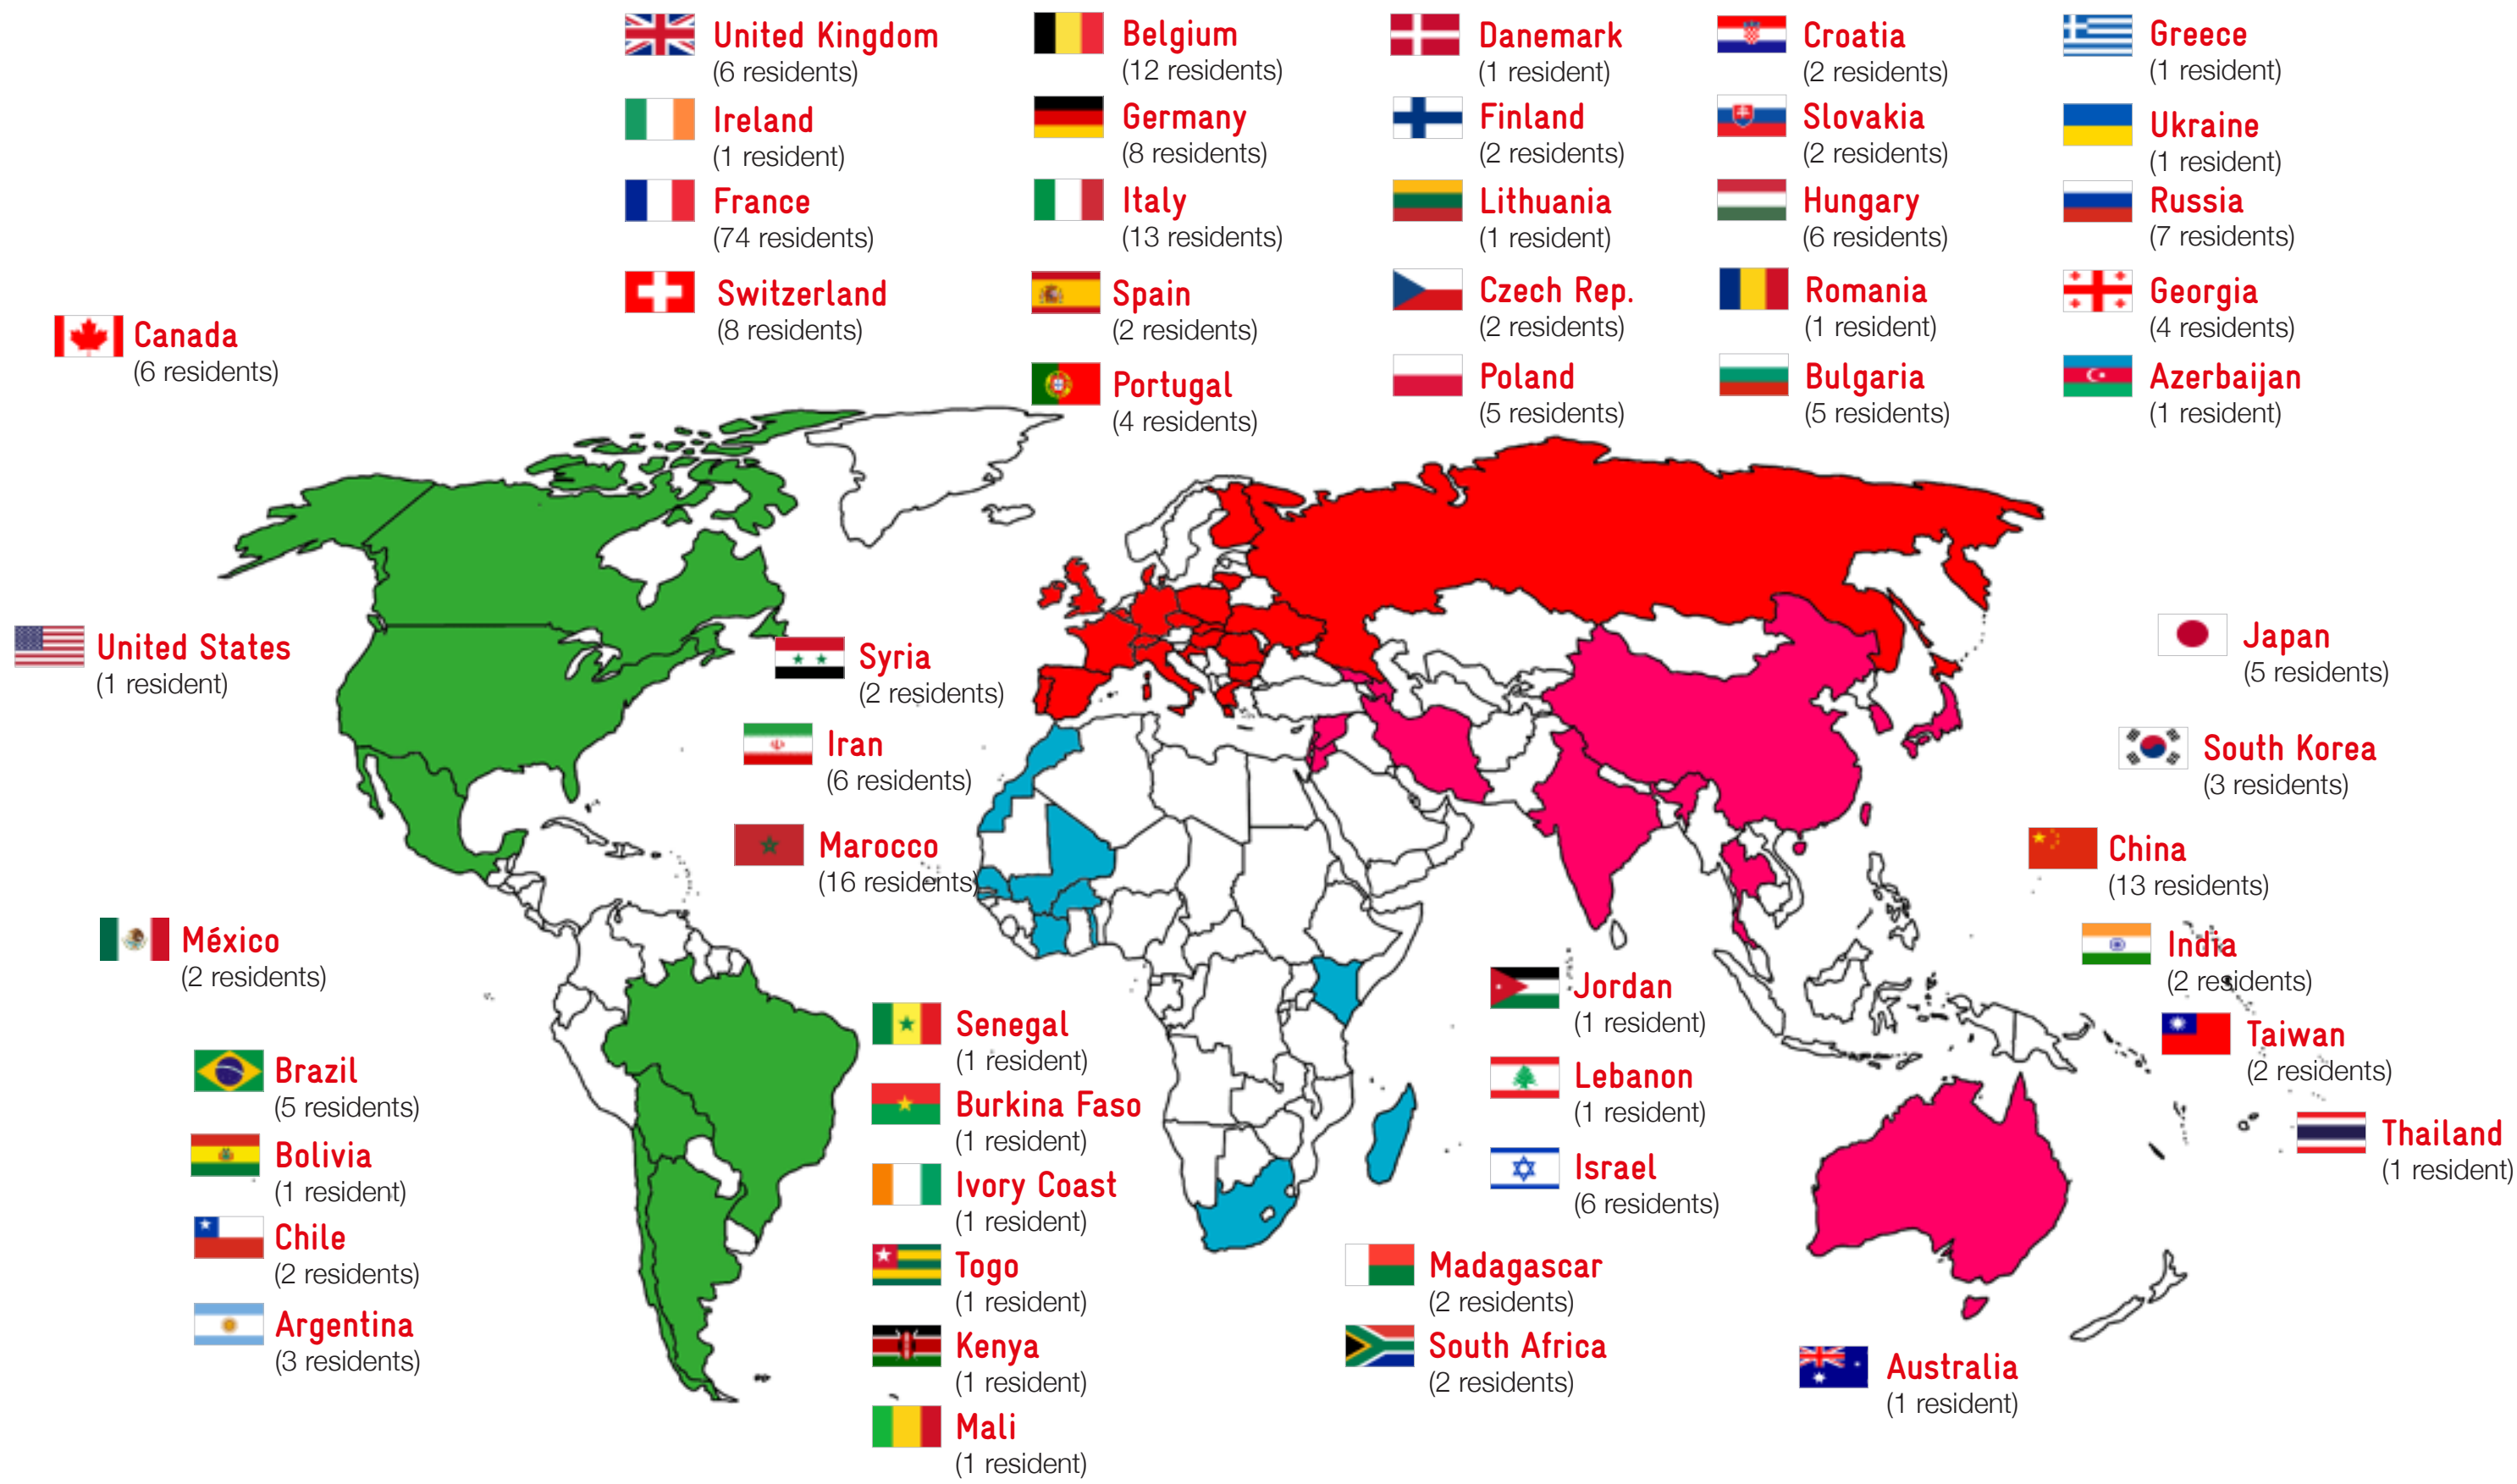 United Kingdom
(6 residents)
Ireland
(1 resident)
France
(74 residents)
Switzerland
(8 residents)
Belgium
(12 residents)
Germany
(8 residents)
Italy
(13 residents)
Spain
(2 residents)
Portugal
(4 residents)
Danemark
(1 resident)
Finland
(2 residents)
Lithuania
(1 resident)
Czech Rep.
(2 residents)
Poland
(5 residents)
Croatia
(2 residents)
Slovakia
(2 residents)
Hungary
(6 residents)
Romania
(1 resident)
Bulgaria
(5 residents)
Greece
(1 resident)
Ukraine
(1 resident)
Russia
(7 residents)
Georgia
(4 residents)
Azerbaijan
(1 resident)
Canada
(6 residents)
United States
(1 resident)
México
(2 residents)
Brazil
(5 residents)
Bolivia
(1 resident)
Chile
(2 residents)
Argentina
(3 residents)
Syria
(2 residents)
Iran
(6 residents)
Marocco
(16 residents)
Senegal
(1 resident)
Burkina Faso
(1 resident)
Ivory Coast
(1 resident)
Togo
(1 resident)
Kenya
(1 resident)
Mali
(1 resident)
Jordan
(1 resident)
Lebanon
(1 resident)
Israel
(6 residents)
Madagascar
(2 residents)
South Africa
(2 residents)
Japan
(5 residents)
South Korea
(3 residents)
China
(13 residents)
India
(2 residents)
Taiwan
(2 residents)
Thailand
(1 resident)
Australia
(1 resident)